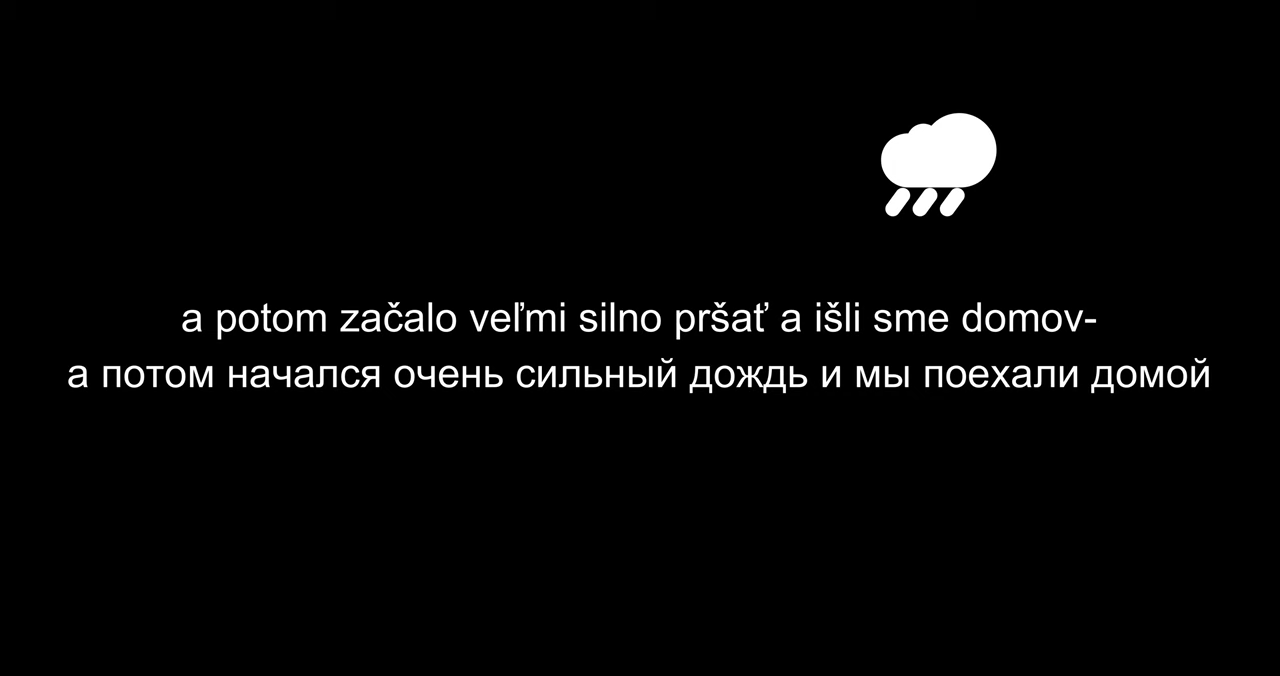 a potom začalo veľmi silno pršať a išli sme domov-
а потом начался очень сильный дождь и мы поехали домой